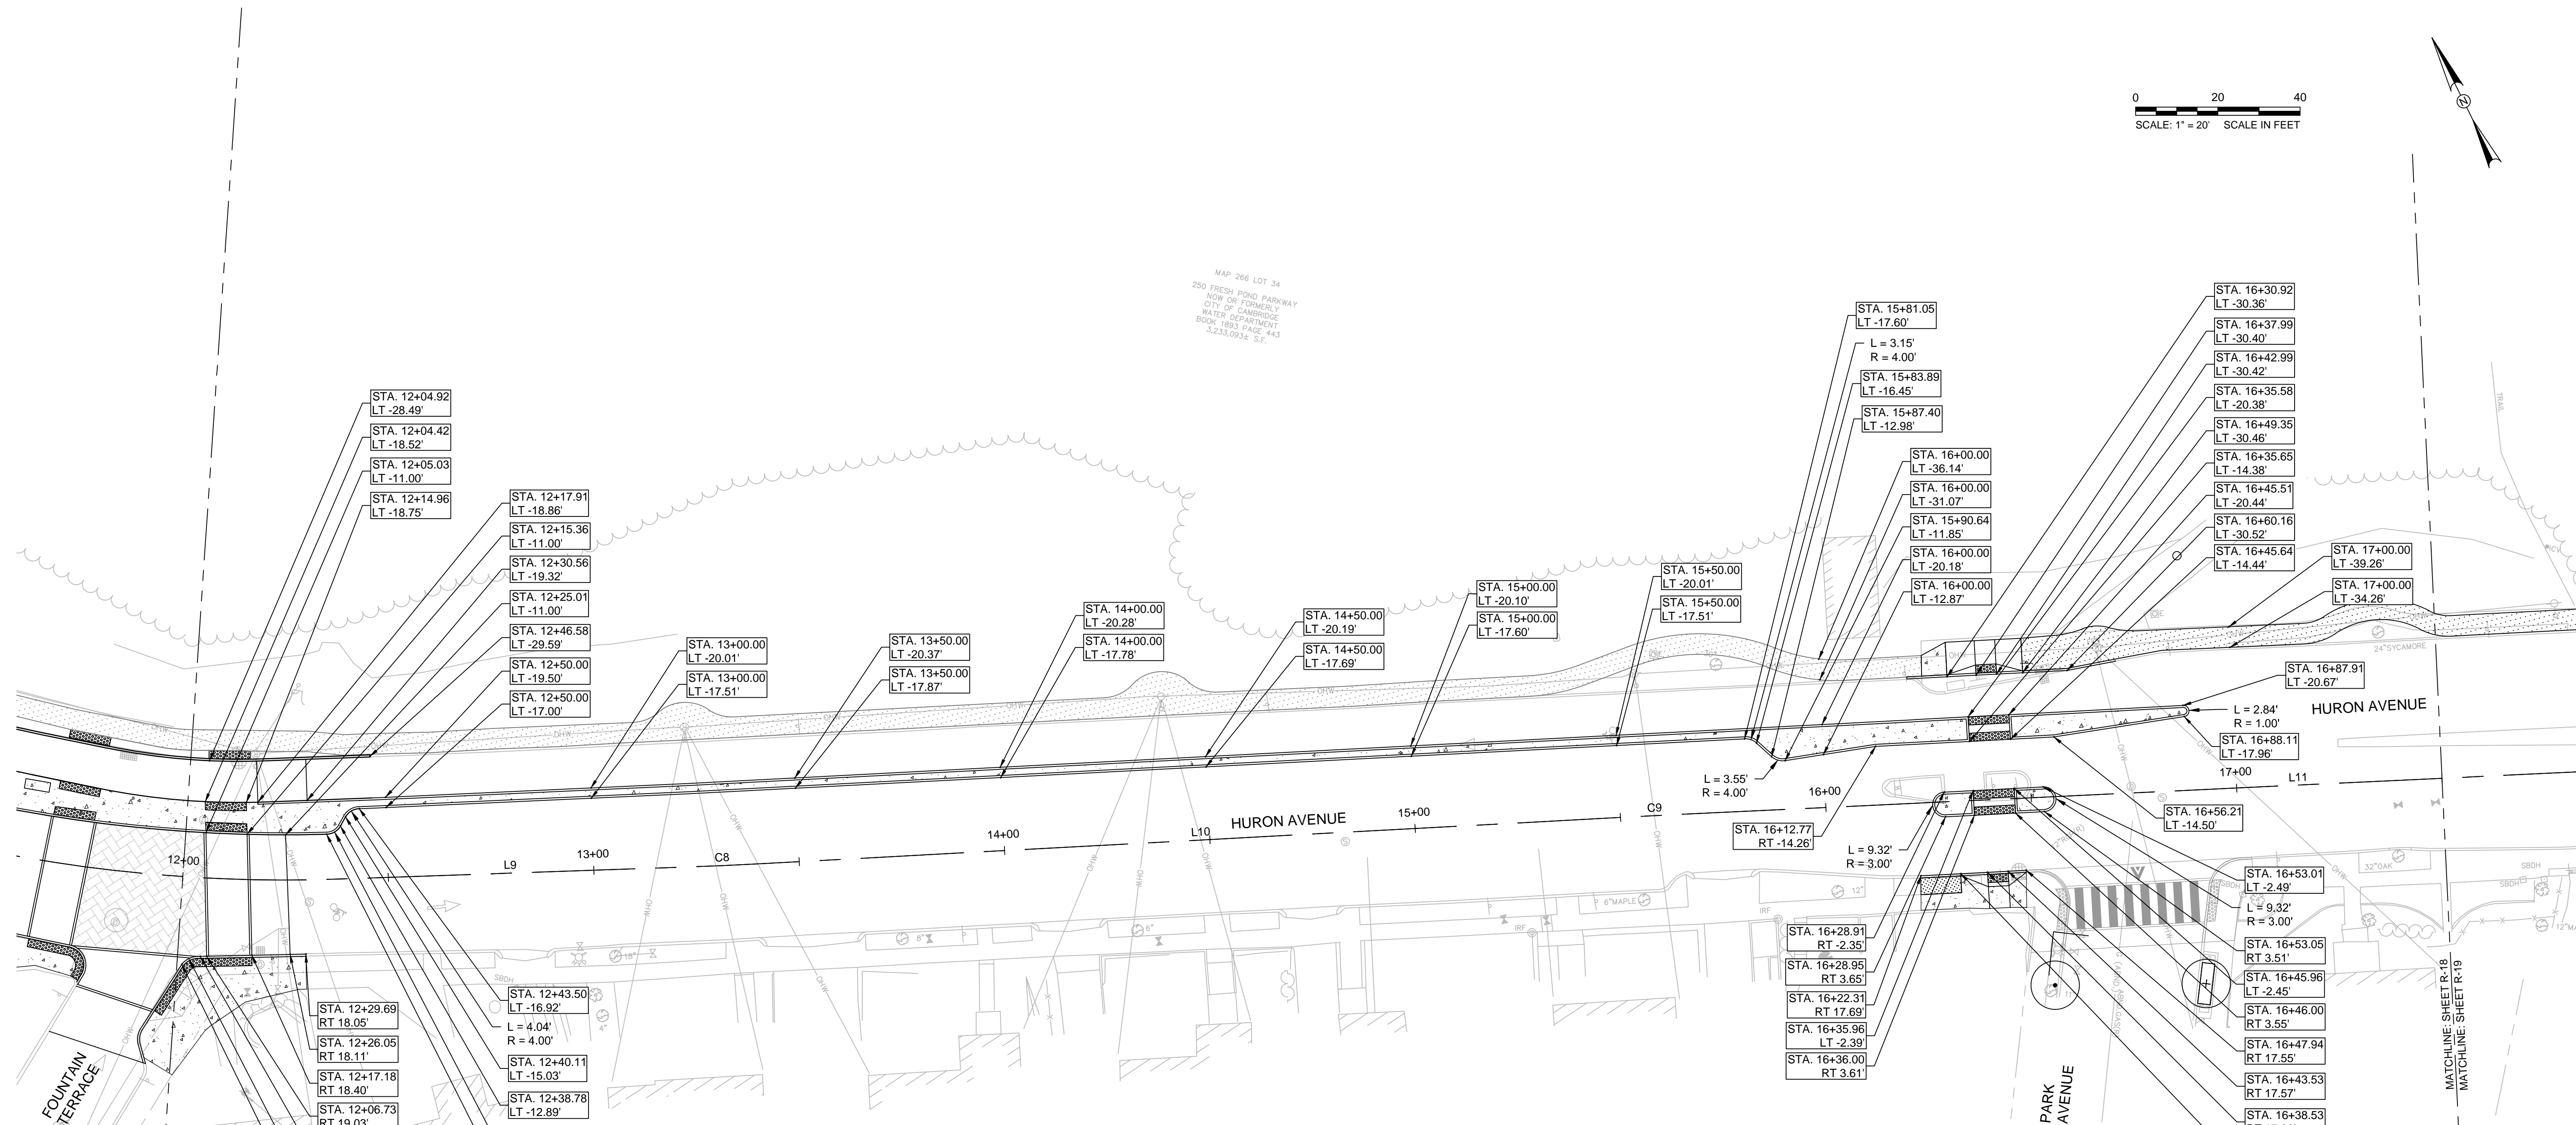 0 20 40
SCALE: 1" = 20' SCALE IN FEET
N
MAP 266 LOT 34
250 FRESH POND PARKWAY
NOW OR FORMERLY
CITY OF CAMBRIDGE
WATER DEPARTMENT
BOOK 1893 PAGE 443
3,233,093± S.F.
STA. 12+04.92
LT -28.49'
STA. 12+04.42
LT -18.52'
STA. 12+05.03
LT -11.00'
STA. 12+14.96
LT -18.75'
STA. 12+17.91
LT -18.86'
STA. 12+15.36
LT -11.00'
STA. 12+30.56
LT -19.32'
STA. 12+25.01
LT -11.00'
STA. 12+46.58
LT -29.59'
STA. 12+50.00
LT -19.50'
STA. 12+50.00
LT -17.00'
STA. 13+00.00
LT -20.01'
STA. 13+00.00
LT -17.51'
STA. 13+50.00
LT -20.37'
STA. 13+50.00
LT -17.87'
STA. 14+00.00
LT -20.28'
STA. 14+00.00
LT -17.78'
STA. 14+50.00
LT -20.19'
STA. 14+50.00
LT -17.69'
STA. 15+00.00
LT -20.10'
STA. 15+00.00
LT -17.60'
STA. 15+50.00
LT -20.01'
STA. 15+50.00
LT -17.51'
STA. 15+81.05
LT -17.60'
L = 3.15'
R = 4.00'
STA. 15+83.89
LT -16.45'
STA. 15+87.40
LT -12.98'
STA. 16+00.00
LT -36.14'
STA. 16+00.00
LT -31.07'
STA. 15+90.64
LT -11.85'
STA. 16+00.00
LT -20.18'
STA. 16+00.00
LT -12.87'
STA. 16+30.92
LT -30.36'
STA. 16+37.99
LT -30.40'
STA. 16+42.99
LT -30.42'
STA. 16+35.58
LT -20.38'
STA. 16+49.35
LT -30.46'
STA. 16+35.65
LT -14.38'
STA. 16+45.51
LT -20.44'
STA. 16+60.16
LT -30.52'
STA. 16+45.64
LT -14.44'
STA. 17+00.00
LT -39.26'
STA. 17+00.00
LT -34.26'
TRAIL
24"SYCAMORE
STA. 16+87.91
LT -20.67'
L = 2.84'
R = 1.00'
HURON AVENUE
STA. 16+88.11
LT -17.96'
17+00
L11
STA. 16+56.21
LT -14.50'
L = 3.55'
R = 4.00'
16+00
C9
15+00
HURON AVENUE
L10
14+00
C8
13+00
L9
12+00
STA. 16+12.77
RT -14.26'
L = 9.32'
R = 3.00'
STA. 16+28.91
RT -2.35'
STA. 16+28.95
RT 3.65'
STA. 16+22.31
RT 17.69'
STA. 16+35.96
LT -2.39'
STA. 16+36.00
RT 3.61'
STA. 16+53.01
LT -2.49'
L = 9.32'
R = 3.00'
STA. 16+53.05
RT 3.51'
STA. 16+45.96
LT -2.45'
STA. 16+46.00
RT 3.55'
STA. 16+47.94
RT 17.55'
STA. 16+43.53
RT 17.57'
STA. 16+38.53
32"OAK
SBDH
SBDH
SBDH
12"
6"MAPLE
IRF
IRF
6"
8"
18"
SBDH
4"
OHW
STA. 12+43.50
LT -16.92'
L = 4.04'
R = 4.00'
STA. 12+40.11
LT -15.03'
STA. 12+38.78
LT -12.89'
STA. 12+29.69
RT 18.05'
STA. 12+26.05
RT 18.11'
STA. 12+17.18
RT 18.40'
STA. 12+06.73
RT 19.03'
FOUNTAIN
TERRACE
PARK
AVENUE
MATCHLINE: SHEET R-18
MATCHLINE: SHEET R-19